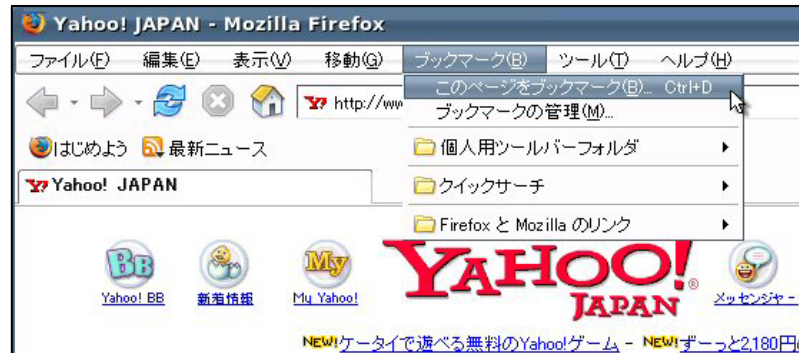 Yahoo! JAPAN - Mozilla Firefox
ファイル(F) 編集(E) 表示(V) 移動(G) ブックマーク(B) ツール(T) ヘルプ(H)
このページをブックマーク(B)... Ctrl+D
http://ww
ブックマークの管理(M)...
はじめよう 最新ニュース
個人用ツールバーフォルダ
Yahoo! JAPAN
クイックサーチ
Firefox と Mozilla のリンク
BB My YAHOO! JAPAN
Yahoo! BB 新着情報 My Yahoo! メッセンジャー
NEW!ケータイで遊べる無料のYahoo!ゲーム - NEW!ずーっと2,180円